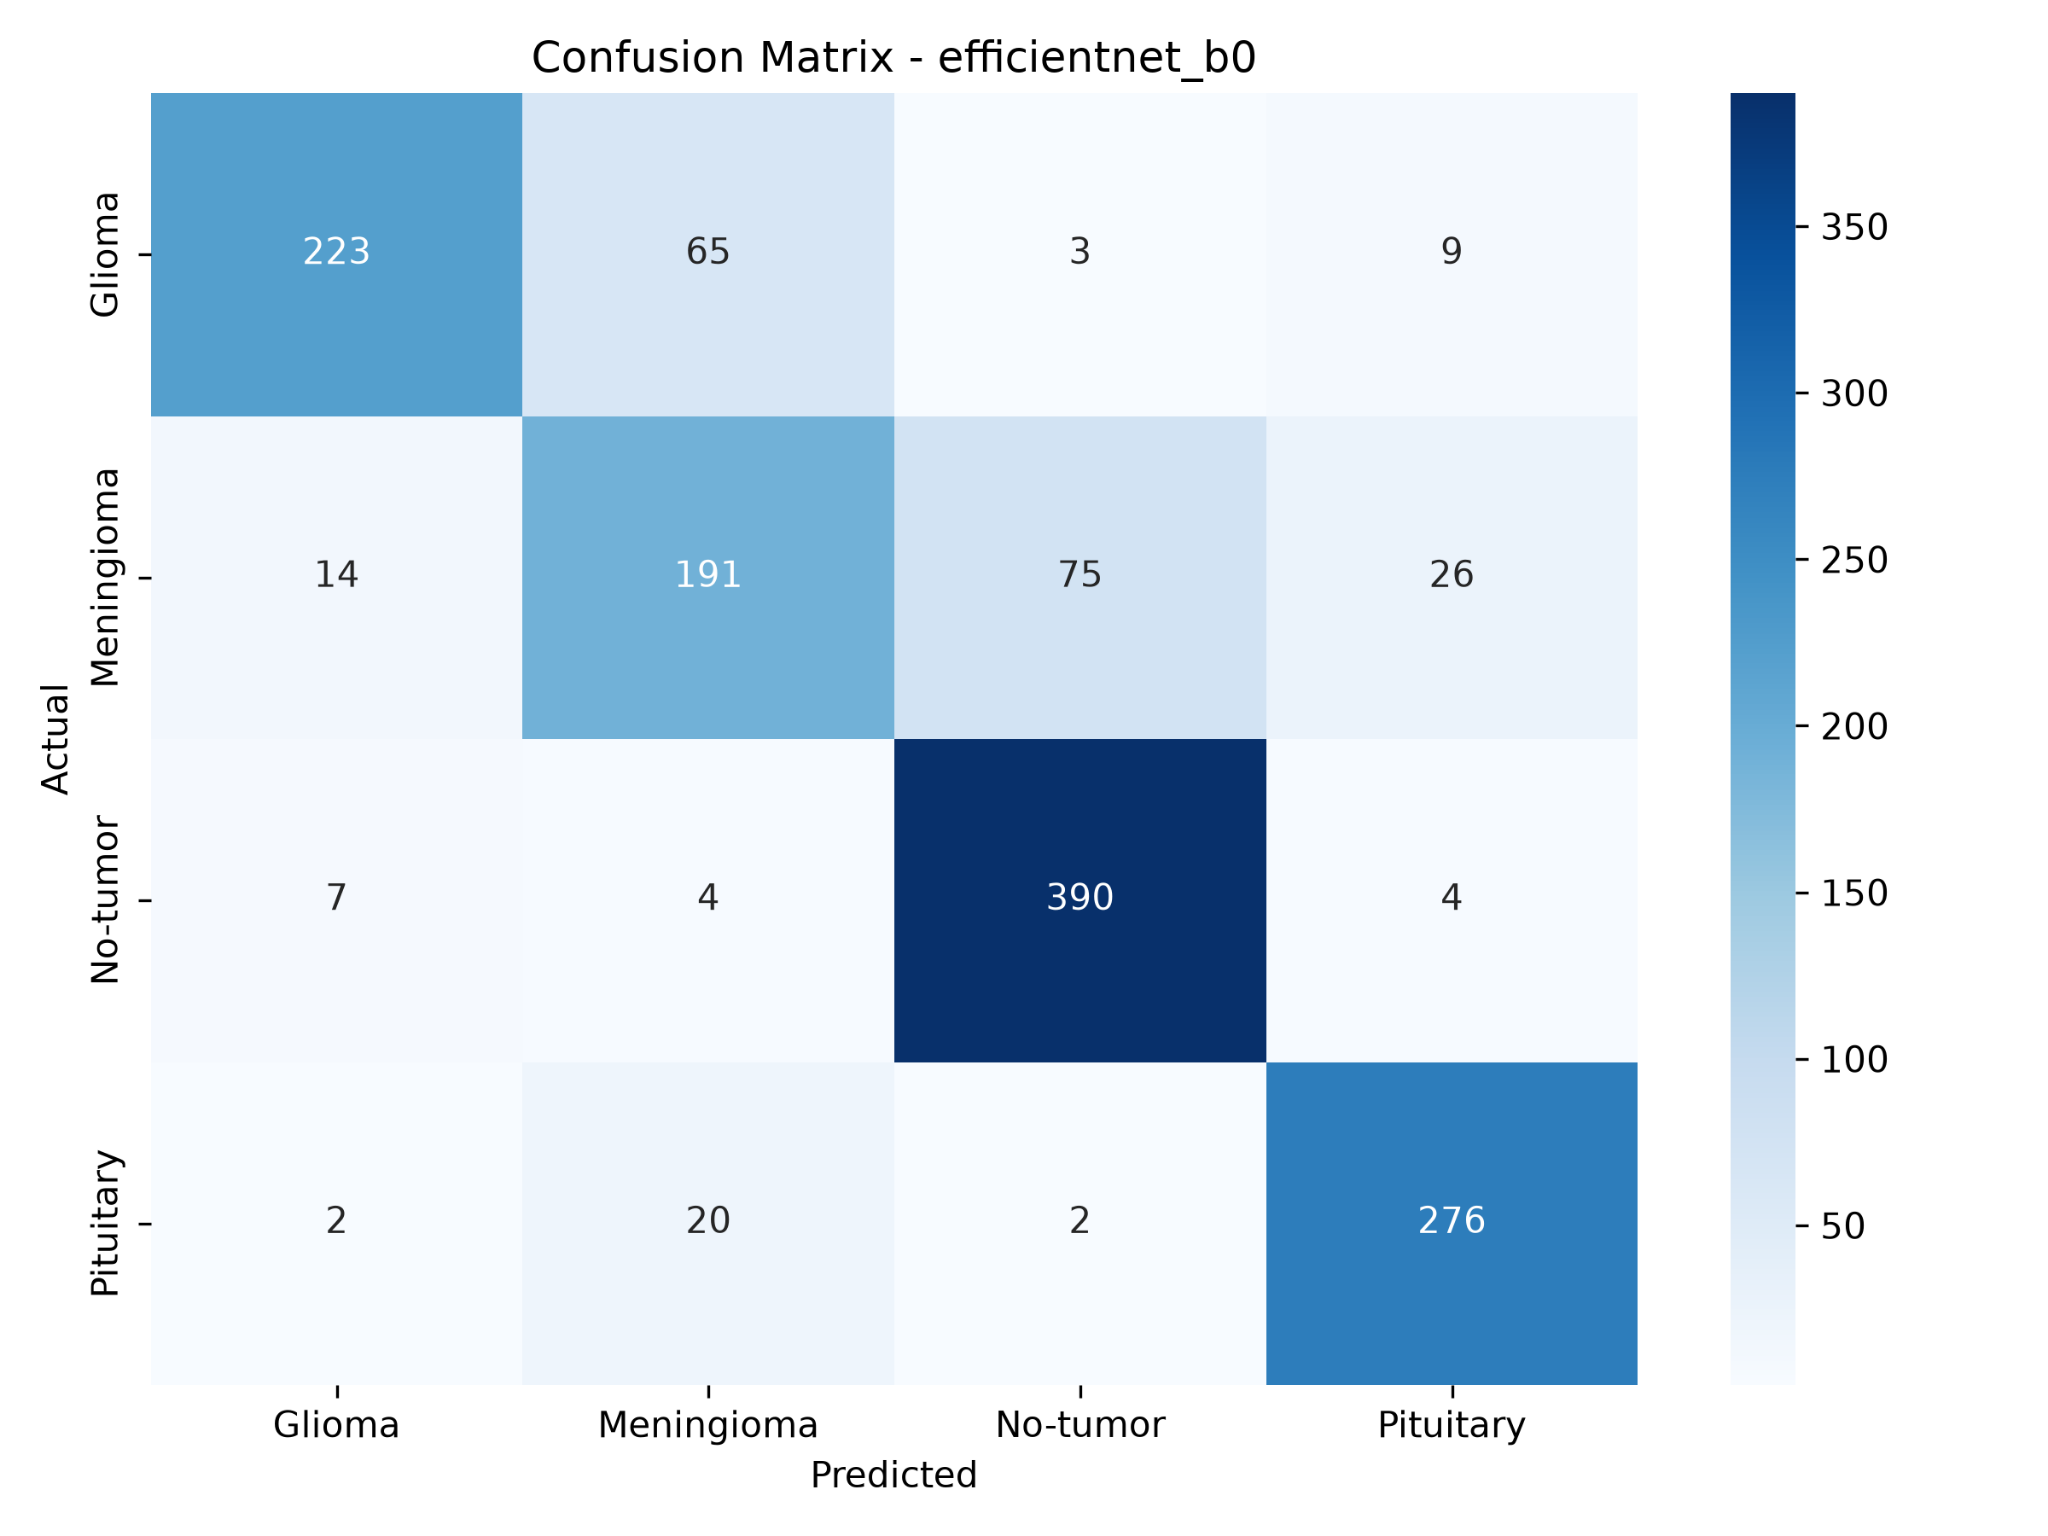 Confusion Matrix - efficientnet_b0
Actual
Glioma 223 65 3 9
Meningioma 14 191 75 26
No-tumor 7 4 390 4
Pituitary 2 20 2 276
Glioma Meningioma No-tumor Pituitary
Predicted
350
300
250
200
150
100
50